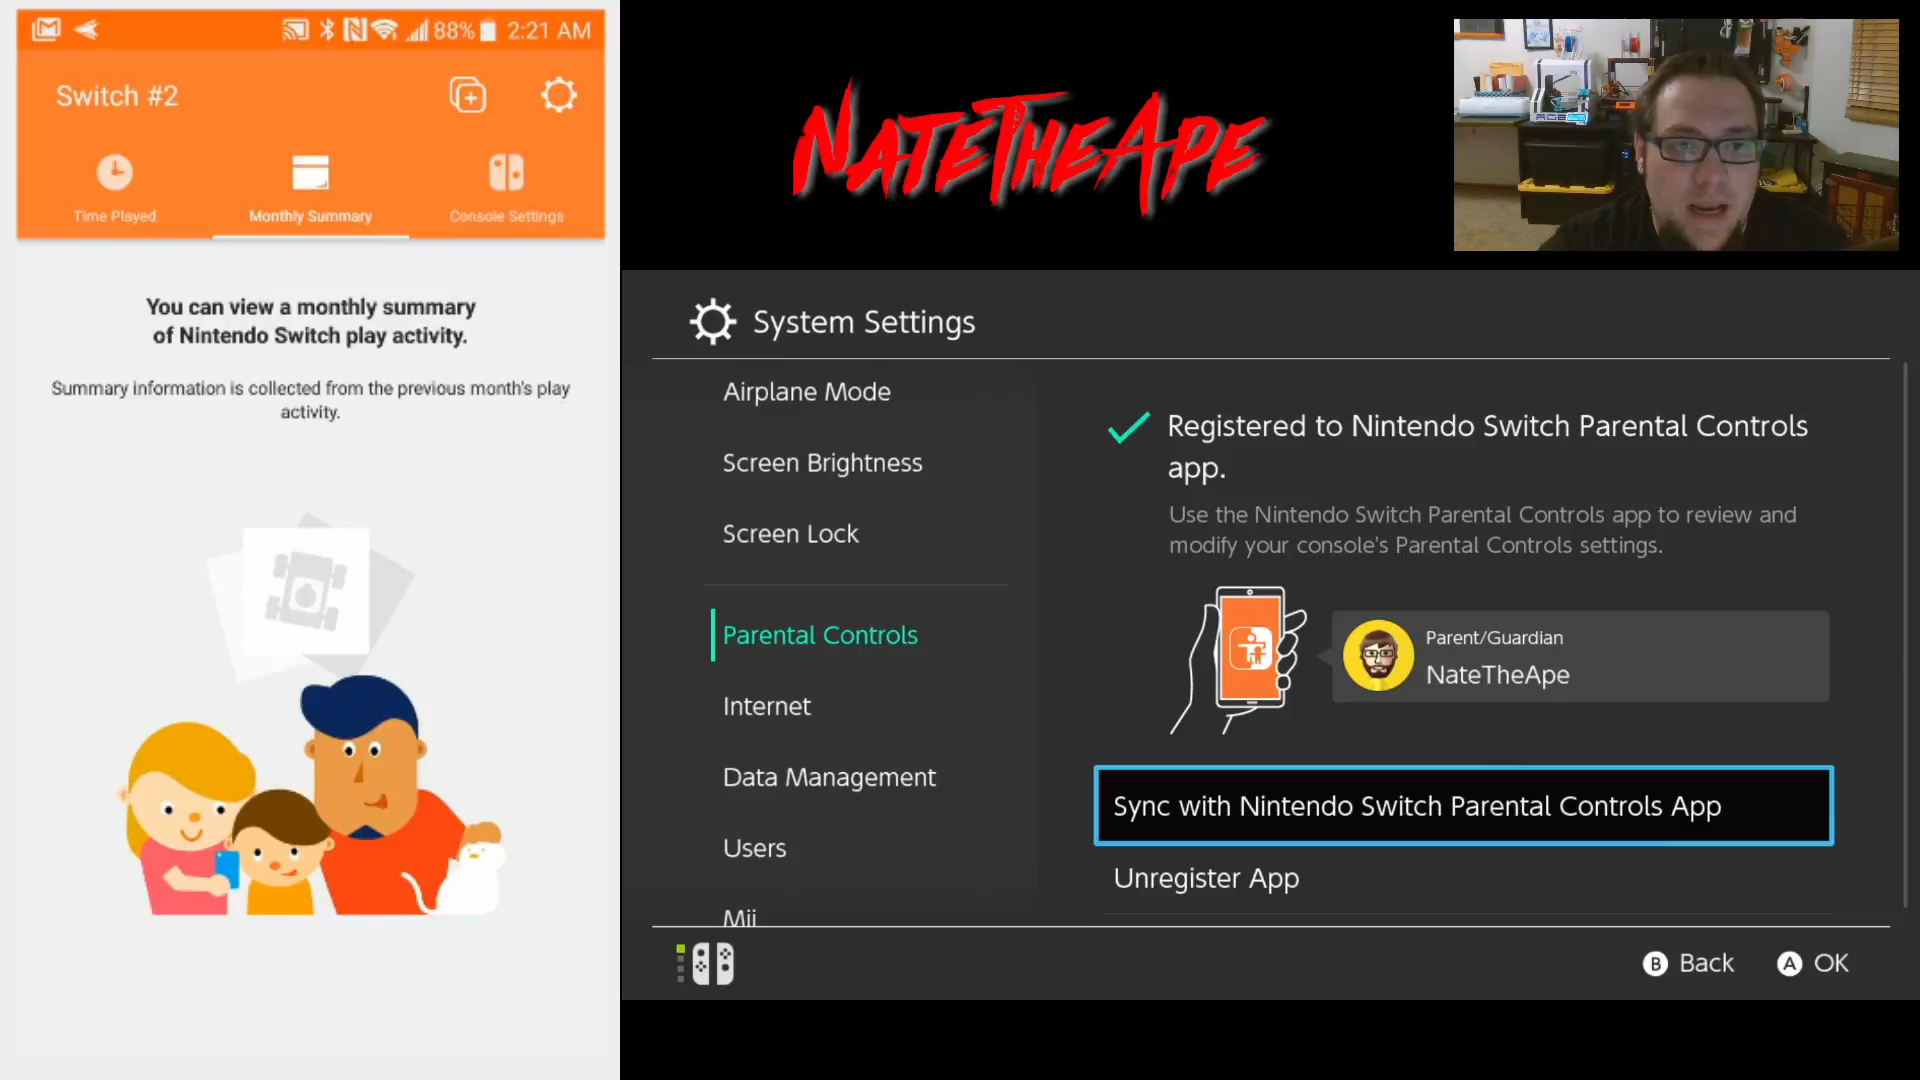 88% 2:21 AM
Switch #2
Time Played
Monthly Summary
Console Settings
You can view a monthly summary
of Nintendo Switch play activity.
Summary information is collected from the previous month's play
activity.
NateTheApe
System Settings
Airplane Mode
Screen Brightness
Screen Lock
Parental Controls
Internet
Data Management
Users
Mii
Registered to Nintendo Switch Parental Controls
app.
Use the Nintendo Switch Parental Controls app to review and
modify your console's Parental Controls settings.
Parent/Guardian
NateTheApe
Sync with Nintendo Switch Parental Controls App
Unregister App
B Back
A OK